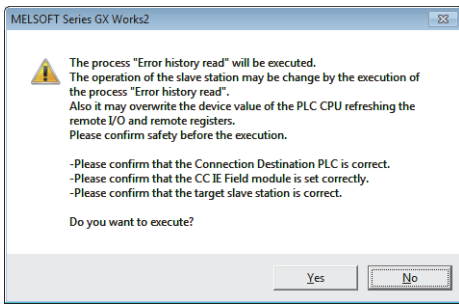 MELSOFT Series GX Works2
The process "Error history read" will be executed.
The operation of the slave station may be change by the execution of
the process "Error history read".
Also it may overwrite the device value of the PLC CPU refreshing the
remote I/O and remote registers.
Please confirm safety before the execution.
-Please confirm that the Connection Destination PLC is correct.
-Please confirm that the CC IE Field module is set correctly.
-Please confirm that the target slave station is correct.
Do you want to execute?
Yes
No